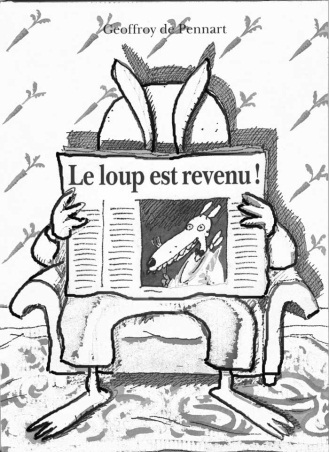 Geoffroy de Pennart
Le loup est revenu !